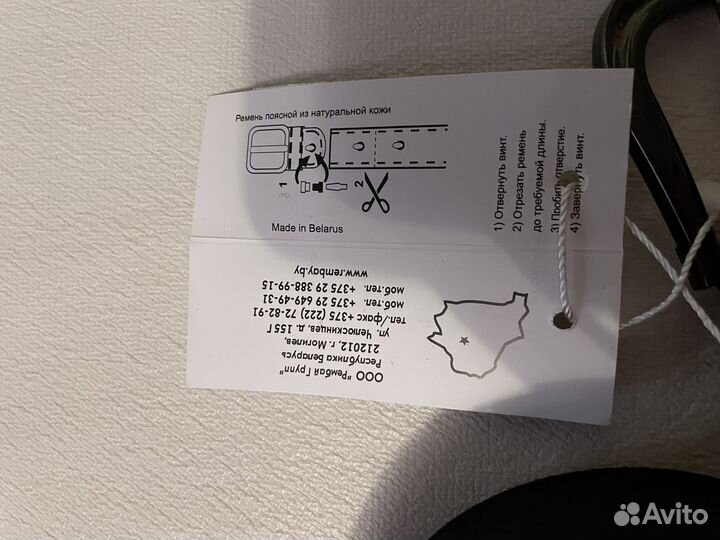 Ремень поясной из натуральной кожи
1
2
Made in Belarus
1) Отвернуть винт.
2) Отрезать ремень
до требуемой длины.
3) Пробить отверстие.
4) Завернуть винт.
ООО "Рембай Групп"
Республика Беларусь
212012, г. Могилев,
ул. Челюскинцев, д. 155 Г
тел./факс +375 (222) 72-82-91
моб.тел. +375 29 649-49-31
моб.тел. +375 29 388-99-15
www.rembay.by
Avito